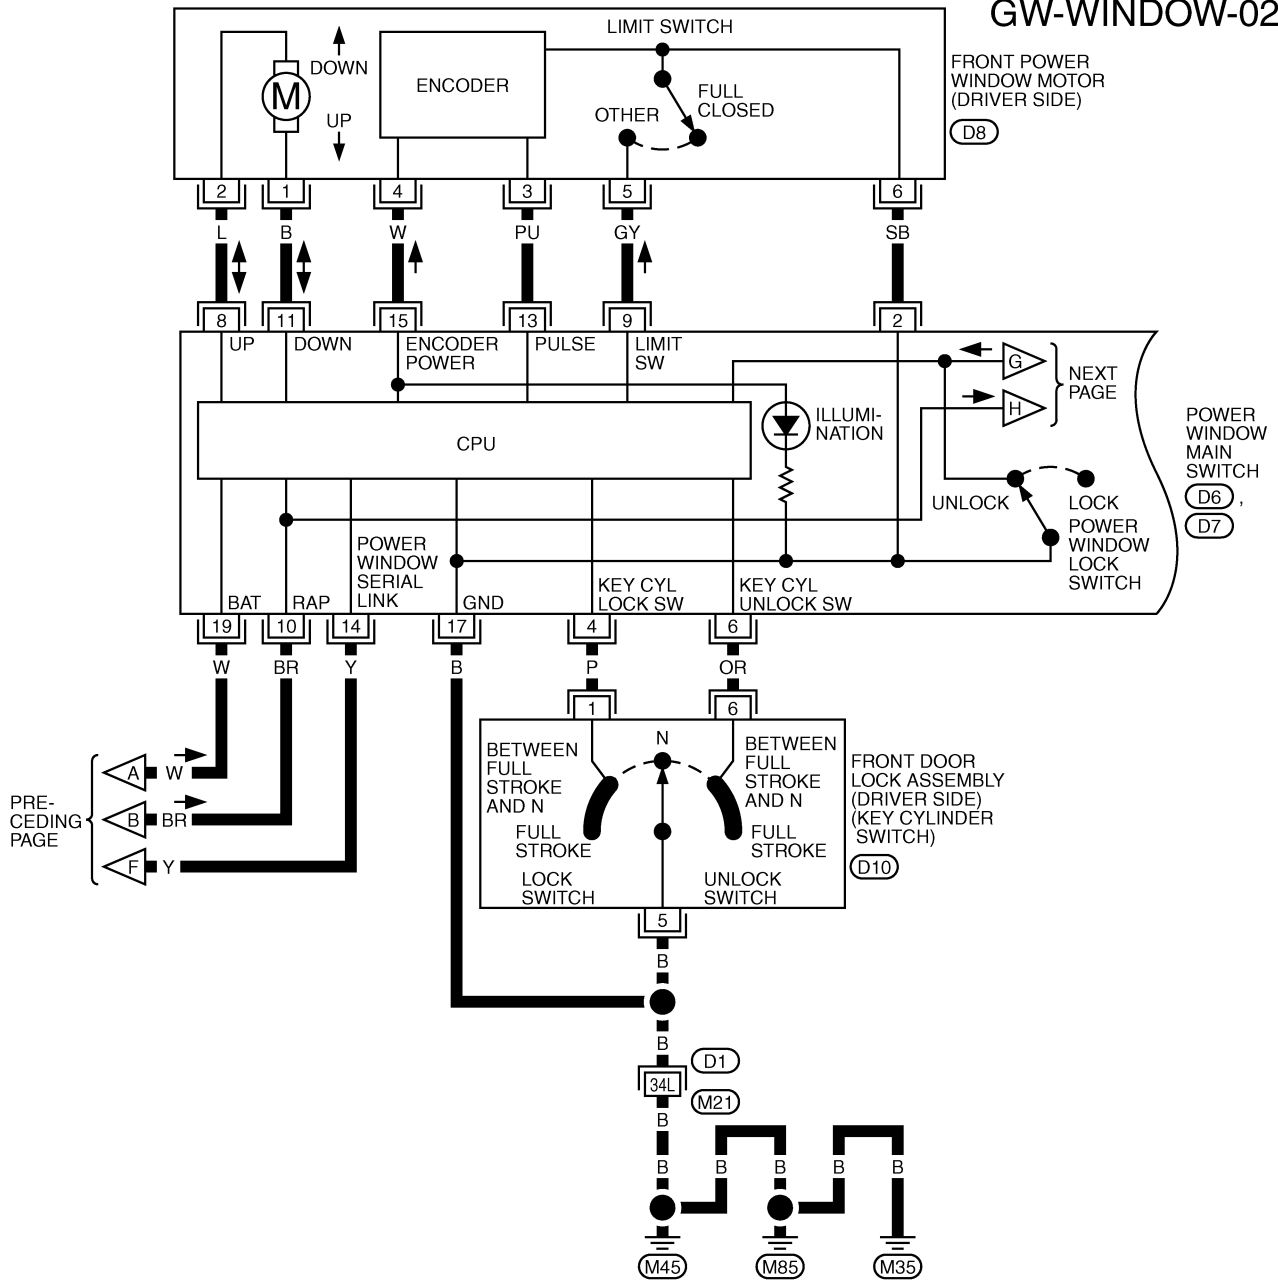 GW-WINDOW-02
LIMIT SWITCH
DOWN
UP
M
ENCODER
FULL
CLOSED
OTHER
FRONT POWER
WINDOW MOTOR
(DRIVER SIDE)
D8
2 1 4 3 5 6
L B W PU GY SB
8 11 15 13 9 2
UP DOWN
ENCODER
POWER
PULSE
LIMIT
SW
G
H
NEXT
PAGE
CPU
ILLUMI-
NATION
UNLOCK
LOCK
POWER
WINDOW
LOCK
SWITCH
POWER
WINDOW
MAIN
SWITCH
D6 ,
D7
BAT
RAP
POWER
WINDOW
SERIAL
LINK
GND
KEY CYL
LOCK SW
KEY CYL
UNLOCK SW
19 10 14 17 4 6
W BR Y B P OR
1 6
PRE-
CEDING
PAGE
A W
B BR
F Y
BETWEEN
FULL
STROKE
AND N
FULL
STROKE
LOCK
SWITCH
N
BETWEEN
FULL
STROKE
AND N
FULL
STROKE
UNLOCK
SWITCH
FRONT DOOR
LOCK ASSEMBLY
(DRIVER SIDE)
(KEY CYLINDER
SWITCH)
D10
5
B
B
D1
34L
M21
B
B B B B B
M45 M85 M35